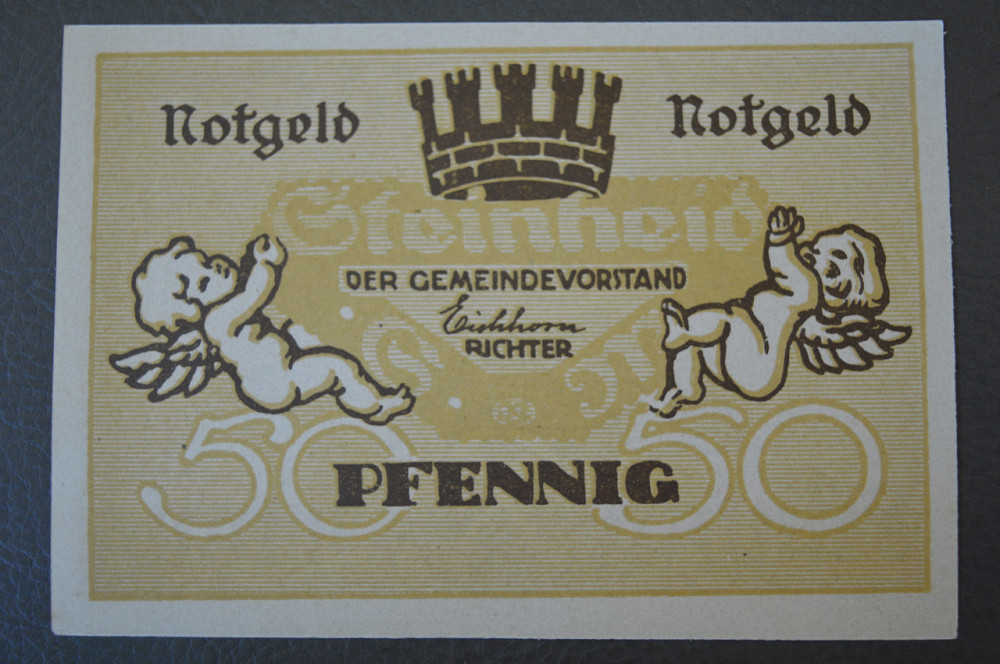 Notgeld Notgeld
Steinheid
DER GEMEINDEVORSTAND
Eichhorn
RICHTER
50 50
PFENNIG